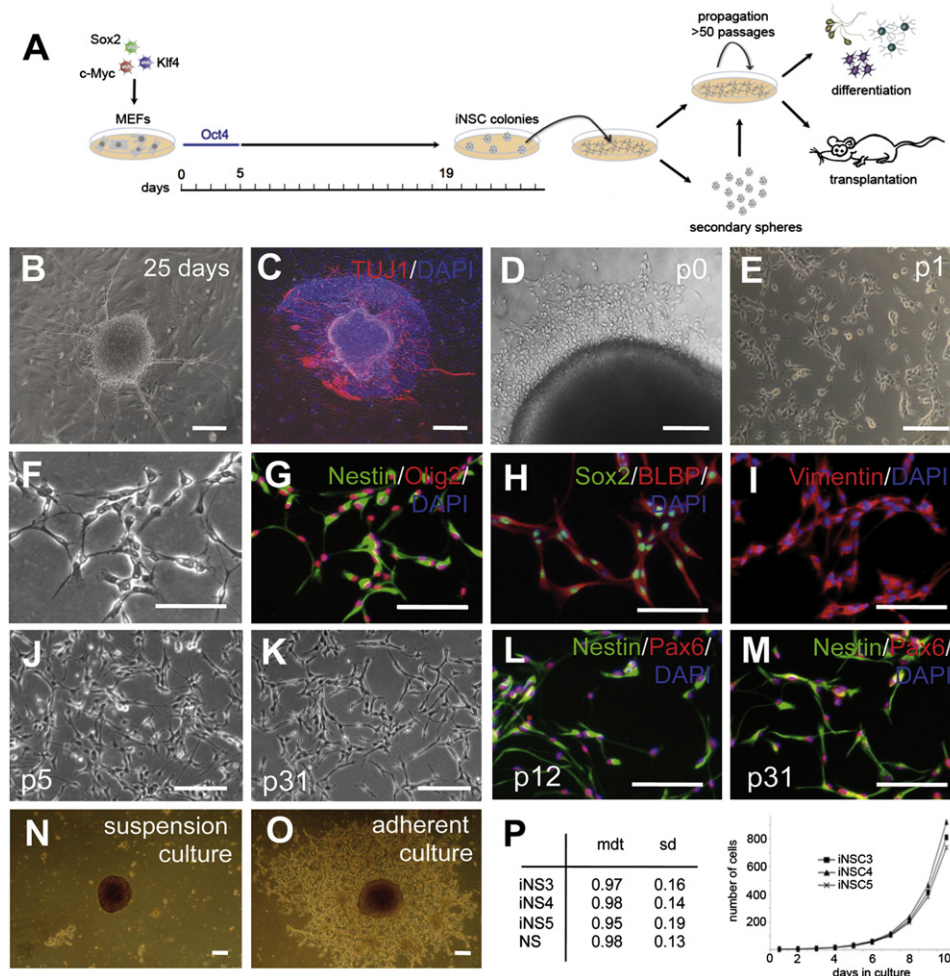 A
Sox2
c-Myc
Klf4
MEFs
Oct4
iNSC colonies
days
0
5
19
propagation
>50 passages
differentiation
transplantation
secondary spheres
B
25 days
C
TUJ1/DAPI
D
p0
E
p1
F
G
Nestin/Olig2/
DAPI
H
Sox2/BLBP/
DAPI
I
Vimentin/DAPI
J
p5
K
p31
L
Nestin/Pax6/
DAPI
p12
M
Nestin/Pax6/
DAPI
p31
N
suspension
culture
O
adherent
culture
P
mdt sd
iNS3 0.97 0.16
iNS4 0.98 0.14
iNS5 0.95 0.19
NS 0.98 0.13
number of cells
800
600
400
200
iNSC3
iNSC4
iNSC5
0 2 4 6 8 10
days in culture